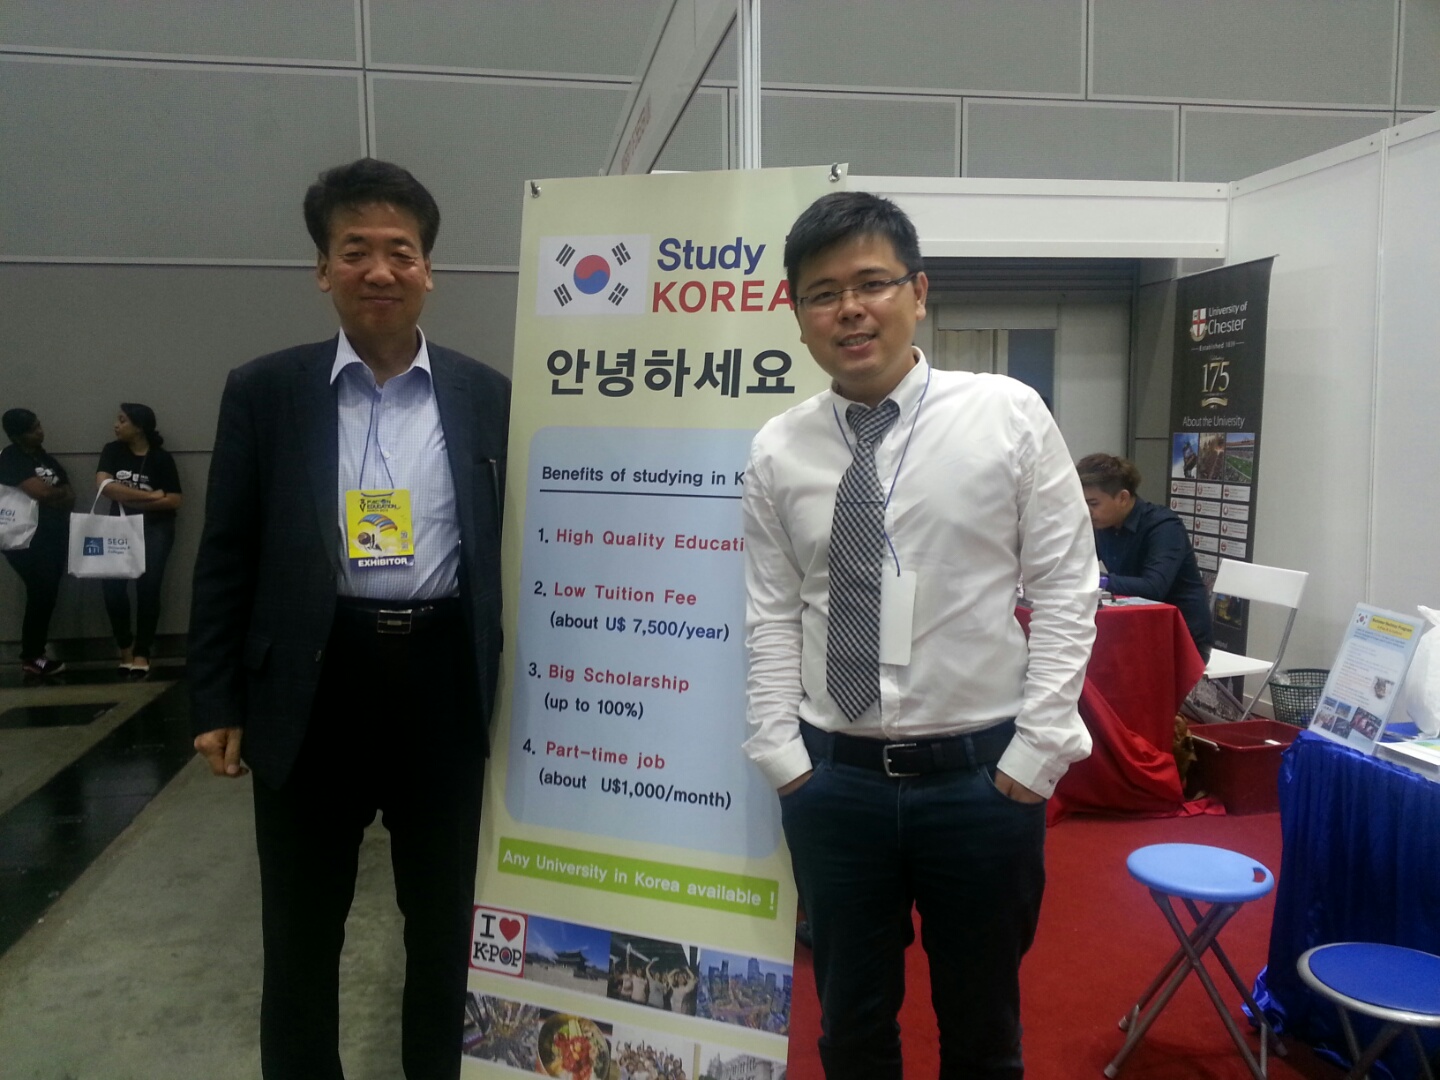 Study
KOREA
안녕하세요
Benefits of studying in K
1. High Quality Educati
2. Low Tuition Fee
(about U$ 7,500/year)
3. Big Scholarship
(up to 100%)
4. Part-time job
(about U$1,000/month)
Any University in Korea available !
I
K-POP
EDUCATION
EXHIBITOR
SEGi
SEGi
University of
Chester
175
About the University